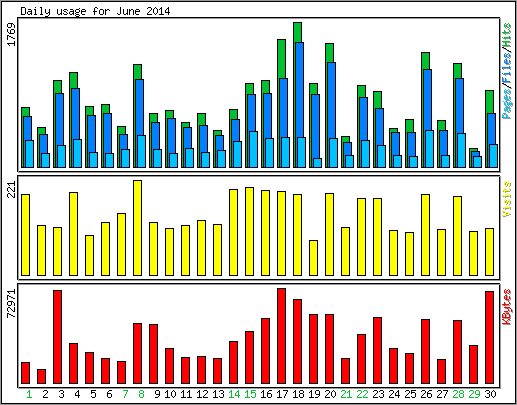 Daily usage for June 2014
1769
Pages/Files/Hits
221
Visits
72971
KBytes
1 2 3 4 5 6 7 8 9 10 11 12 13 14 15 16 17 18 19 20 21 22 23 24 25 26 27 28 29 30